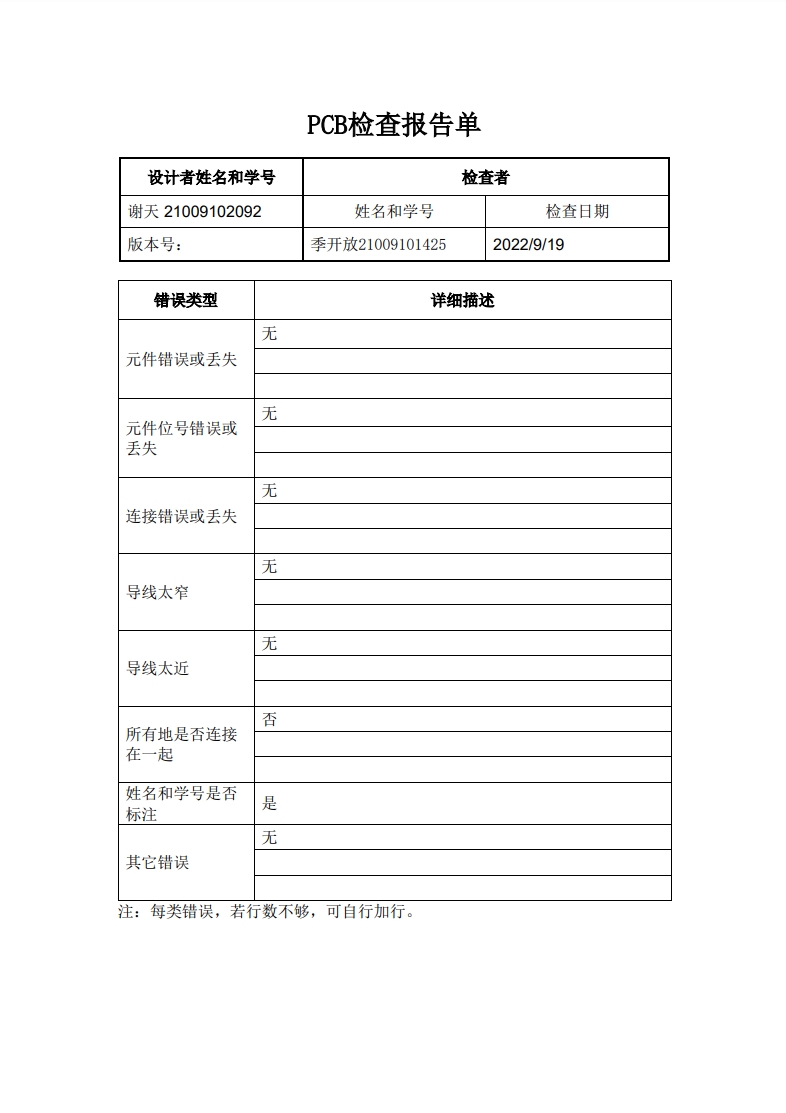 PCB检查报告单
设计者姓名和学号 检查者
谢天 21009102092 姓名和学号 检查日期
版本号: 季开放21009101425 2022/9/19
错误类型 详细描述
元件错误或丢失 无
元件位号错误或
丢失
无
连接错误或丢失 无
导线太窄 无
导线太近 无
所有地是否连接
在一起
否
姓名和学号是否
标注
是
其它错误 无
注：每类错误，若行数不够，可自行加行。